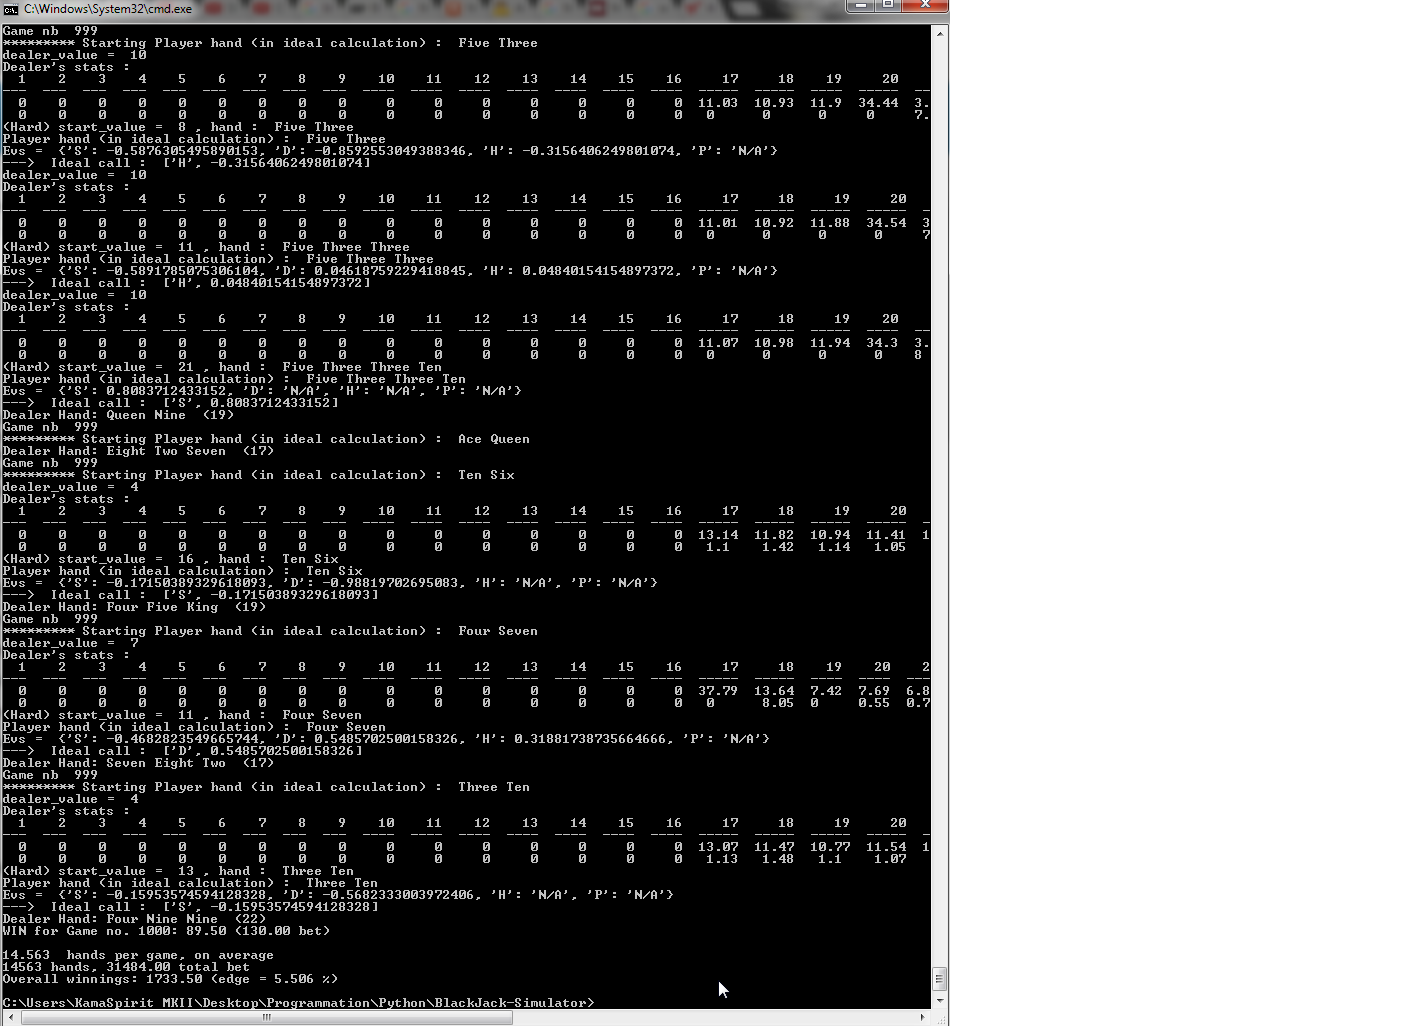 C:\Windows\System32\cmd.exe
Game nb  999
********* Starting Player hand (in ideal calculation) :  Five Three
dealer_value =  10
Dealer's stats :
  1    2    3    4    5    6    7    8    9    10    11    12    13    14    15    16    17    18    19    20
---  ---  ---  ---  ---  ---  ---  ---  ---  ----  ----  ----  ----  ----  ----  ----  -----  -----  ----  -----  --
  0    0    0    0    0    0    0    0    0     0     0     0     0     0     0     0  11.03  10.93  11.9  34.44  3.
  0    0    0    0    0    0    0    0    0     0     0     0     0     0     0     0   0      0     0     0     7.
(Hard) start_value =  8 , hand :  Five Three
Player hand (in ideal calculation) :  Five Three
Evs =  {'S': -0.5876305495890153, 'D': -0.8592553049388346, 'H': -0.3156406249801074, 'P': 'N/A'}
--->  Ideal call :  ['H', -0.3156406249801074]
dealer_value =  10
Dealer's stats :
  1    2    3    4    5    6    7    8    9    10    11    12    13    14    15    16    17    18    19    20
---  ---  ---  ---  ---  ---  ---  ---  ---  ----  ----  ----  ----  ----  ----  ----  -----  -----  -----  -----  -
  0    0    0    0    0    0    0    0    0     0     0     0     0     0     0     0  11.01  10.92  11.88  34.54  3
  0    0    0    0    0    0    0    0    0     0     0     0     0     0     0     0   0      0      0      0     7
(Hard) start_value =  11 , hand :  Five Three Three
Player hand (in ideal calculation) :  Five Three Three
Evs =  {'S': -0.5891785075306104, 'D': 0.04618759229418845, 'H': 0.04840154154897372, 'P': 'N/A'}
--->  Ideal call :  ['H', 0.04840154154897372]
dealer_value =  10
Dealer's stats :
  1    2    3    4    5    6    7    8    9    10    11    12    13    14    15    16    17    18    19    20
---  ---  ---  ---  ---  ---  ---  ---  ---  ----  ----  ----  ----  ----  ----  ----  -----  -----  -----  ----  --
  0    0    0    0    0    0    0    0    0     0     0     0     0     0     0     0  11.07  10.98  11.94  34.3  3.
  0    0    0    0    0    0    0    0    0     0     0     0     0     0     0     0   0      0      0     0    8
(Hard) start_value =  21 , hand :  Five Three Three Ten
Player hand (in ideal calculation) :  Five Three Three Ten
Evs =  {'S': 0.8083712433152, 'D': 'N/A', 'H': 'N/A', 'P': 'N/A'}
--->  Ideal call :  ['S', 0.8083712433152]
Dealer Hand: Queen Nine  (19)
Game nb  999
********* Starting Player hand (in ideal calculation) :  Ace Queen
Dealer Hand: Eight Two Seven  (17)
Game nb  999
********* Starting Player hand (in ideal calculation) :  Ten Six
dealer_value =  4
Dealer's stats :
  1    2    3    4    5    6    7    8    9    10    11    12    13    14    15    16    17    18    19    20
---  ---  ---  ---  ---  ---  ---  ---  ---  ----  ----  ----  ----  ----  ----  ----  -----  -----  -----  -----  -
  0    0    0    0    0    0    0    0    0     0     0     0     0     0     0     0  13.14  11.82  10.94  11.41  1
  0    0    0    0    0    0    0    0    0     0     0     0     0     0     0     0   1.1    1.42   1.14   1.05
(Hard) start_value =  16 , hand :  Ten Six
Player hand (in ideal calculation) :  Ten Six
Evs =  {'S': -0.17150389329618093, 'D': -0.98819702695083, 'H': 'N/A', 'P': 'N/A'}
--->  Ideal call :  ['S', -0.17150389329618093]
Dealer Hand: Four Five King  (19)
Game nb  999
********* Starting Player hand (in ideal calculation) :  Four Seven
dealer_value =  7
Dealer's stats :
  1    2    3    4    5    6    7    8    9    10    11    12    13    14    15    16    17    18    19    20    2
---  ---  ---  ---  ---  ---  ---  ---  ---  ----  ----  ----  ----  ----  ----  ----  -----  -----  ----  ----  ---
  0    0    0    0    0    0    0    0    0     0     0     0     0     0     0     0  37.79  13.64  7.42  7.69  6.8
  0    0    0    0    0    0    0    0    0     0     0     0     0     0     0     0   0      8.05  0     0.55  0.7
(Hard) start_value =  11 , hand :  Four Seven
Player hand (in ideal calculation) :  Four Seven
Evs =  {'S': -0.4682823549665744, 'D': 0.5485702500158326, 'H': 0.31881738735664666, 'P': 'N/A'}
--->  Ideal call :  ['D', 0.5485702500158326]
Dealer Hand: Seven Eight Two  (17)
Game nb  999
********* Starting Player hand (in ideal calculation) :  Three Ten
dealer_value =  4
Dealer's stats :
  1    2    3    4    5    6    7    8    9    10    11    12    13    14    15    16    17    18    19    20
---  ---  ---  ---  ---  ---  ---  ---  ---  ----  ----  ----  ----  ----  ----  ----  -----  -----  -----  -----  -
  0    0    0    0    0    0    0    0    0     0     0     0     0     0     0     0  13.07  11.47  10.77  11.54  1
  0    0    0    0    0    0    0    0    0     0     0     0     0     0     0     0   1.13   1.48   1.1    1.07
(Hard) start_value =  13 , hand :  Three Ten
Player hand (in ideal calculation) :  Three Ten
Evs =  {'S': -0.15953574594128328, 'D': -0.5682333003972406, 'H': 'N/A', 'P': 'N/A'}
--->  Ideal call :  ['S', -0.15953574594128328]
Dealer Hand: Four Nine Nine  (22)
WIN for Game no. 1000: 89.50 (130.00 bet)
14.563  hands per game, on average
14563 hands, 31484.00 total bet
Overall winnings: 1733.50 (edge = 5.506 %)
C:\Users\KamaSpirit MKII\Desktop\Programmation\Python\BlackJack-Simulator>